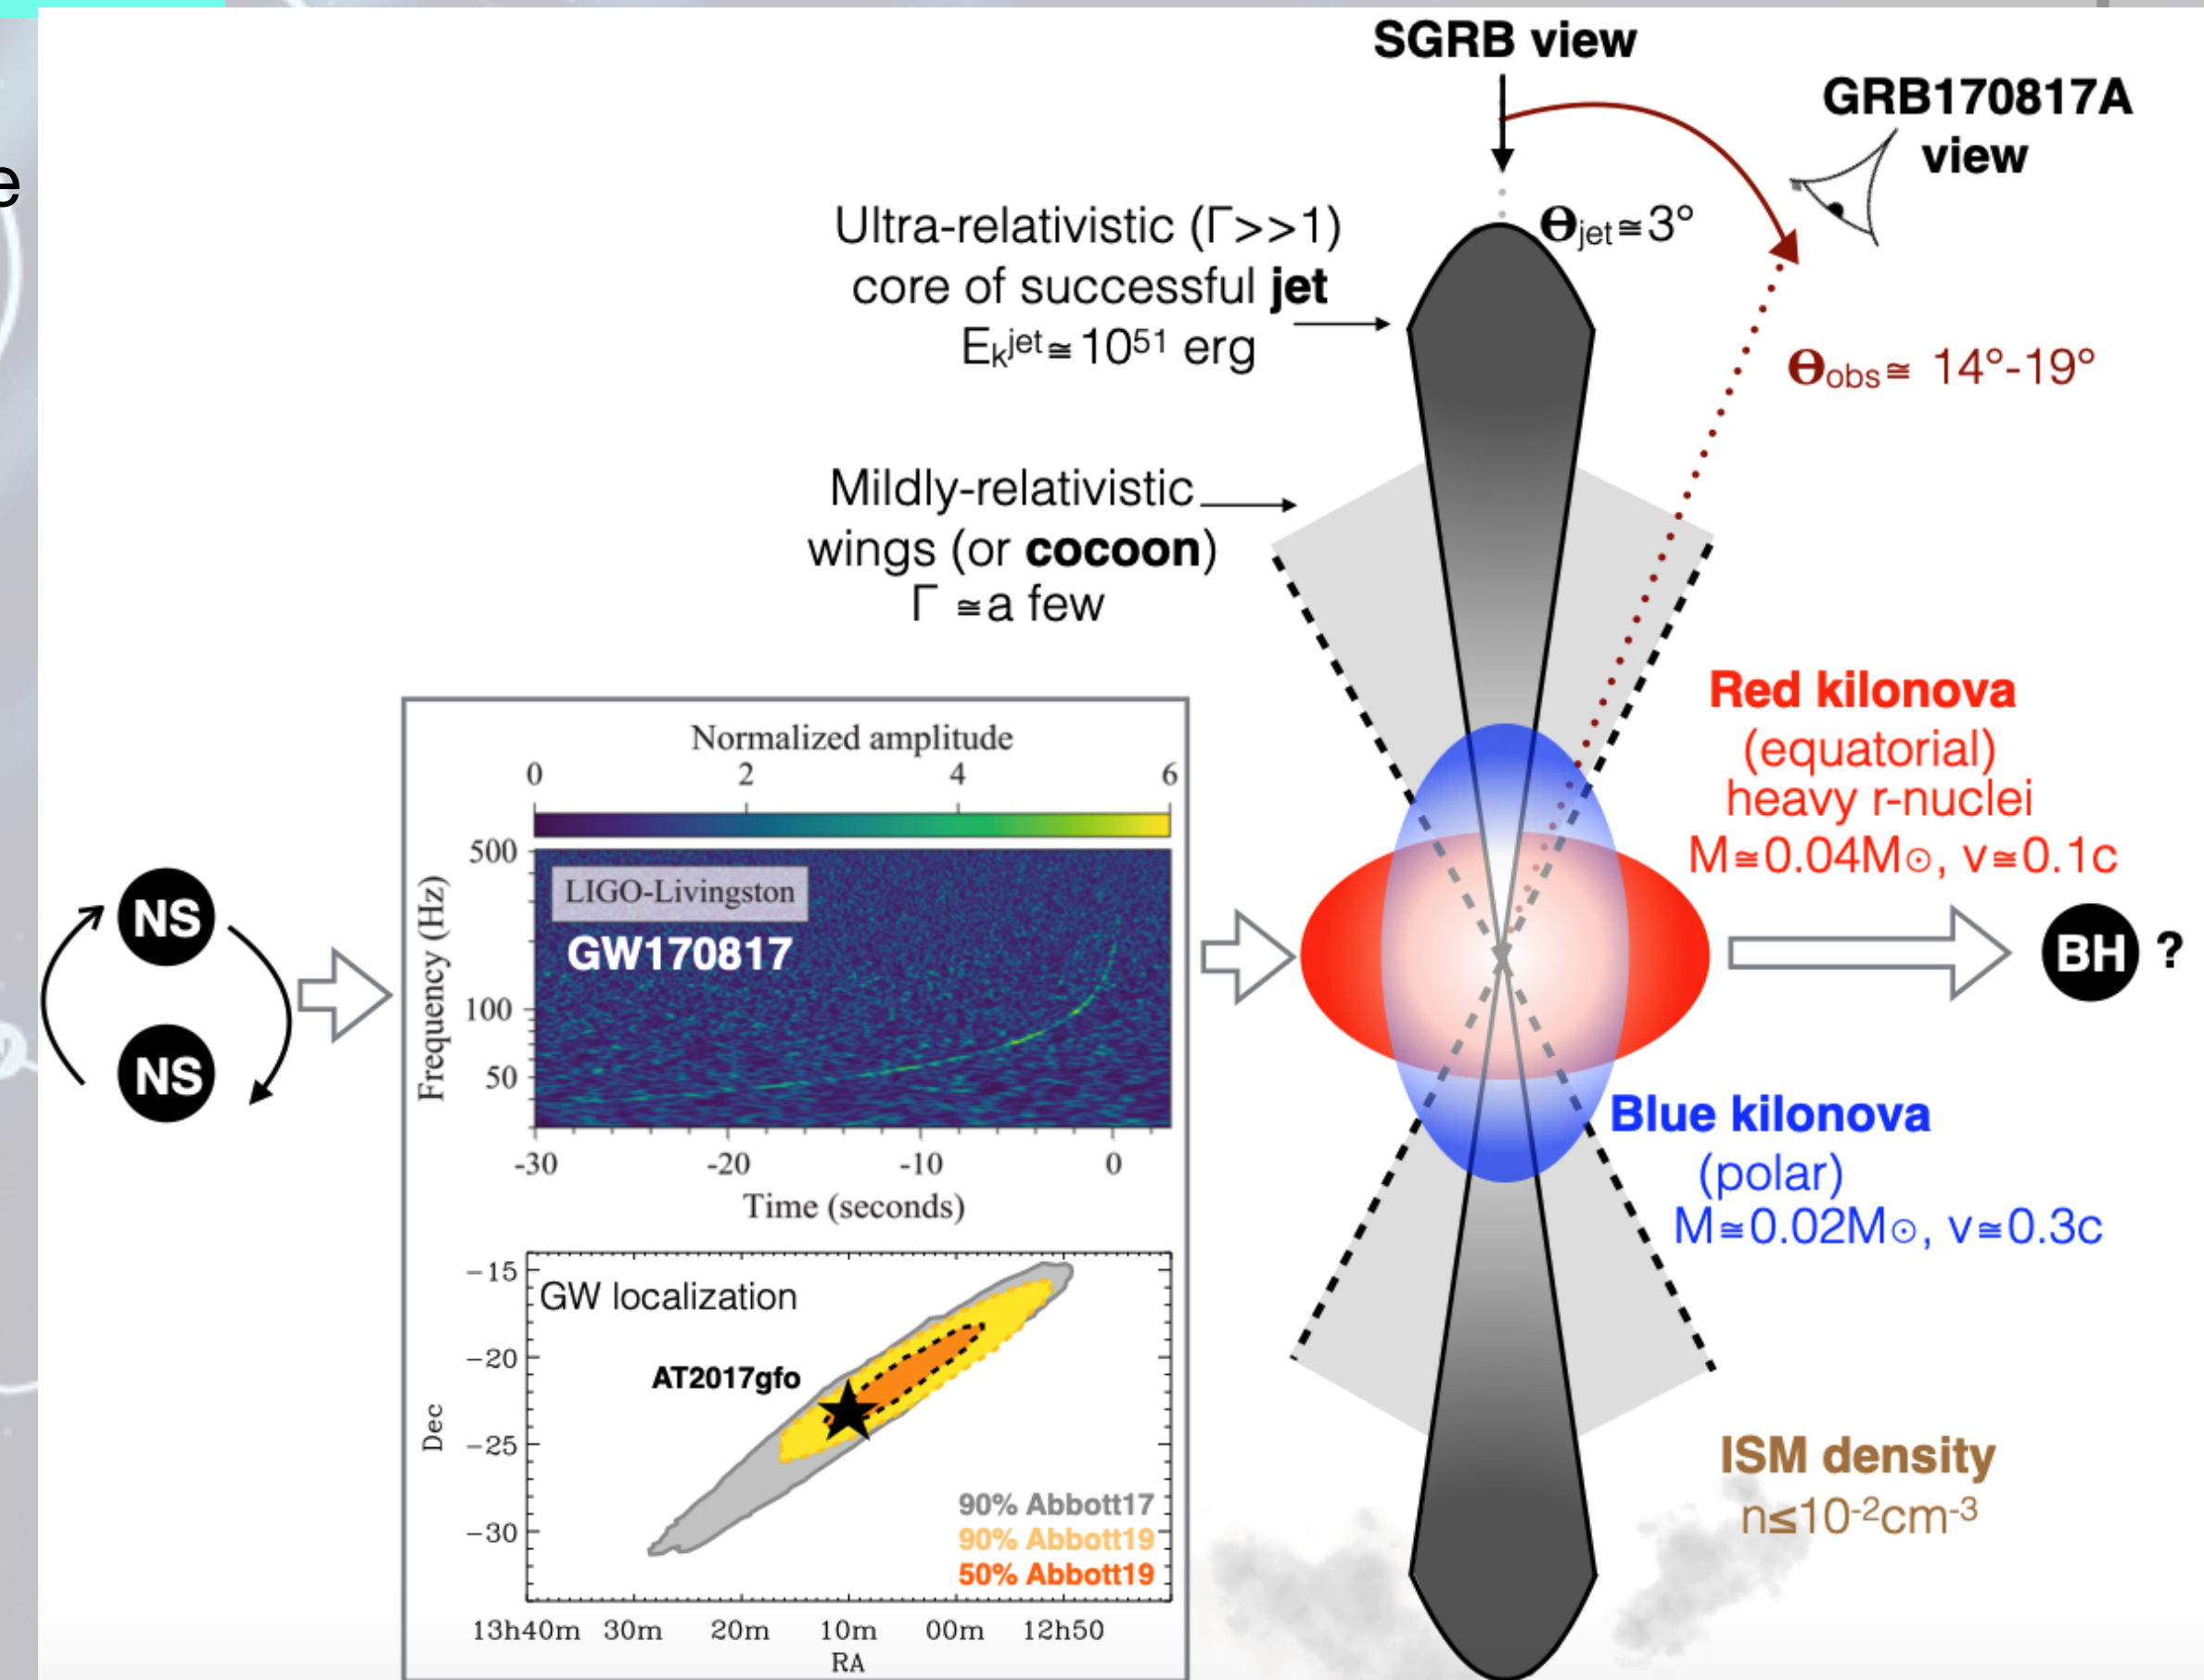 e
SGRB view
GRB170817A
view
Ultra-relativistic (Γ>>1)
core of successful jet
Eₖʲᵉᵗ≅10⁵¹ erg
Θjet≅3°
Θobs≅ 14°-19°
Mildly-relativistic
wings (or cocoon)
Γ ≅a few
Red kilonova
(equatorial)
heavy r-nuclei
M≅0.04M⊙, v≅0.1c
NS
NS
Normalized amplitude
0 2 4 6
Frequency (Hz)
500
100
50
LIGO-Livingston
GW170817
-30 -20 -10 0
Time (seconds)
BH ?
Blue kilonova
(polar)
M≅0.02M⊙, v≅0.3c
GW localization
AT2017gfo
Dec
−15
−20
−25
−30
90% Abbott17
90% Abbott19
50% Abbott19
13h40m 30m 20m 10m 00m 12h50
RA
ISM density
n≤10⁻²cm⁻³